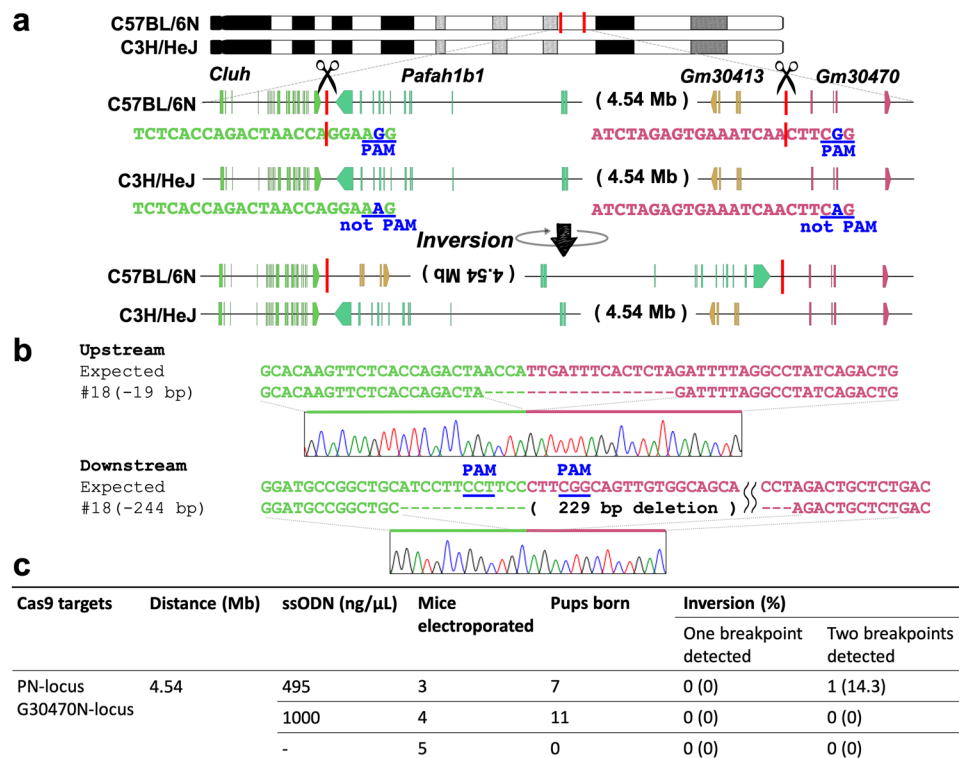 a
C57BL/6N
C3H/HeJ
Cluh Pafah1b1 Gm30413 Gm30470
C57BL/6N ( 4.54 Mb )
TCTCACCAGACTAACCAGGAAGG ATCTAGAGTGAAATCAACTTCGG
PAM PAM
C3H/HeJ ( 4.54 Mb )
TCTCACCAGACTAACCAGGAAAG ATCTAGAGTGAAATCAACTTCAG
not PAM not PAM
Inversion
C57BL/6N ( 4.54 Mb )
C3H/HeJ ( 4.54 Mb )
b
Upstream
Expected GCACAAGTTCTCACCAGACTAACCATTGATTTCACTCTAGATTTTAGGCCTATCAGACTG
#18(-19 bp) GCACAAGTTCTCACCAGACTA-------------------GATTTTAGGCCTATCAGACTG
Downstream
PAM PAM
Expected GGATGCCGGCTGCATCCTTCCTTCCCTTCGGCAGTTGTGGCAGCA CCTAGACTGCTCTGAC
#18(-244 bp) GGATGCCGGCTGC------------( 229 bp deletion ) ---AGACTGCTCTGAC
c
Cas9 targets Distance (Mb) ssODN (ng/μL) Mice electroporated Pups born Inversion (%)
One breakpoint detected Two breakpoints detected
PN-locus G30470N-locus 4.54 495 3 7 0 (0) 1 (14.3)
1000 4 11 0 (0) 0 (0)
- 5 0 0 (0) 0 (0)